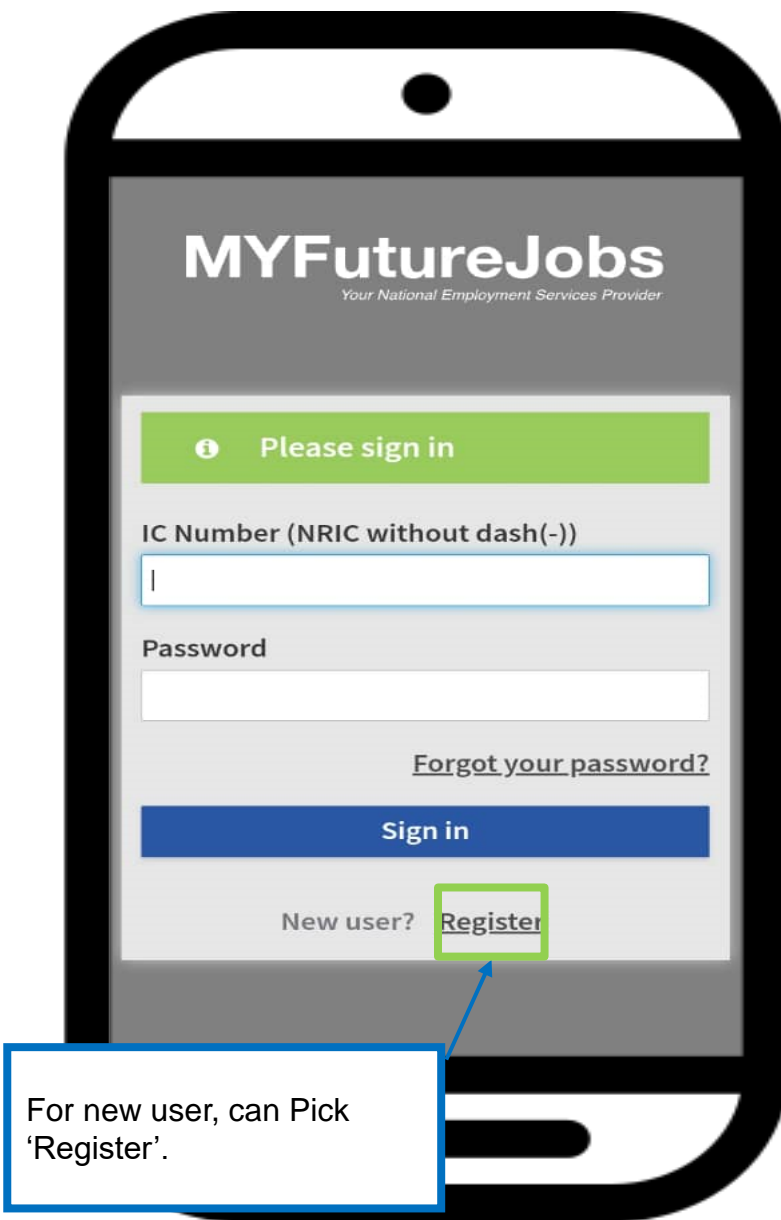 MYFutureJobs
Your National Employment Services Provider
Please sign in
IC Number (NRIC without dash(-))
Password
Forgot your password?
Sign in
New user? Register
For new user, can Pick
‘Register’.